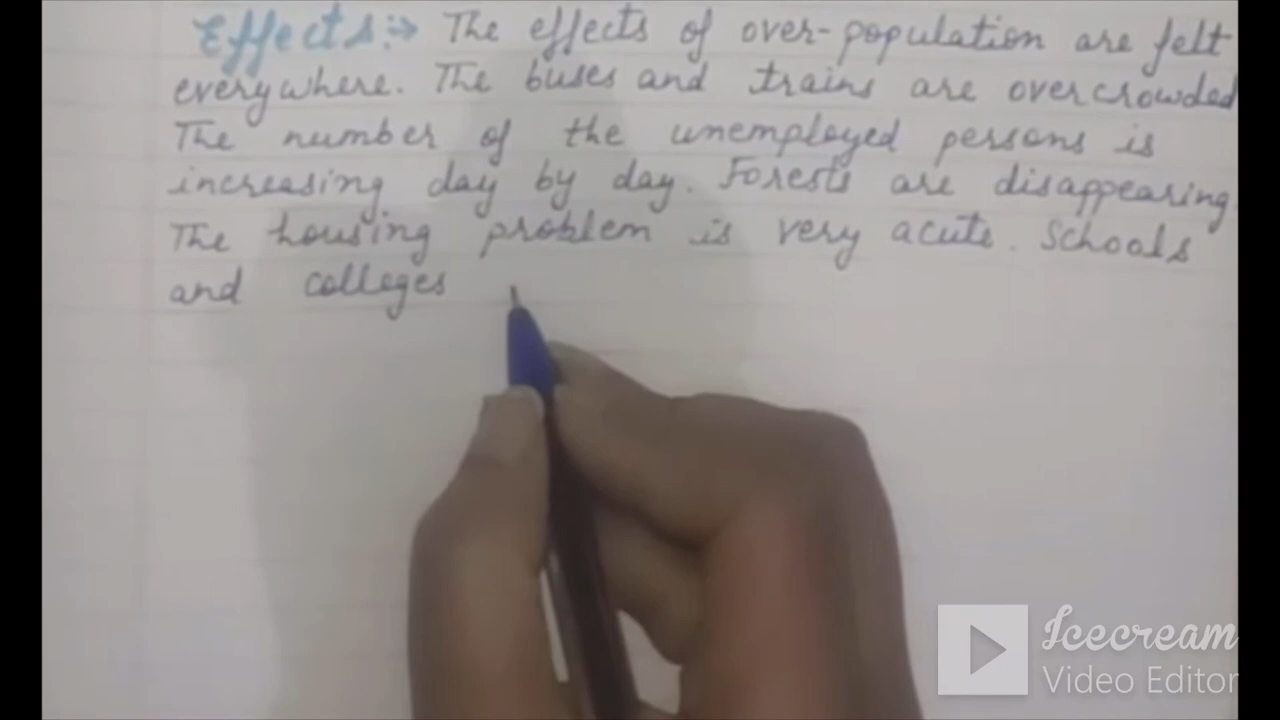 Effects:→ The effects of over-population are felt
everywhere. The buses and trains are overcrowded
The number of the unemployed persons is
increasing day by day. Forests are disappearing.
The housing problem is very acute. Schools
and colleges
Icecream
Video Editor